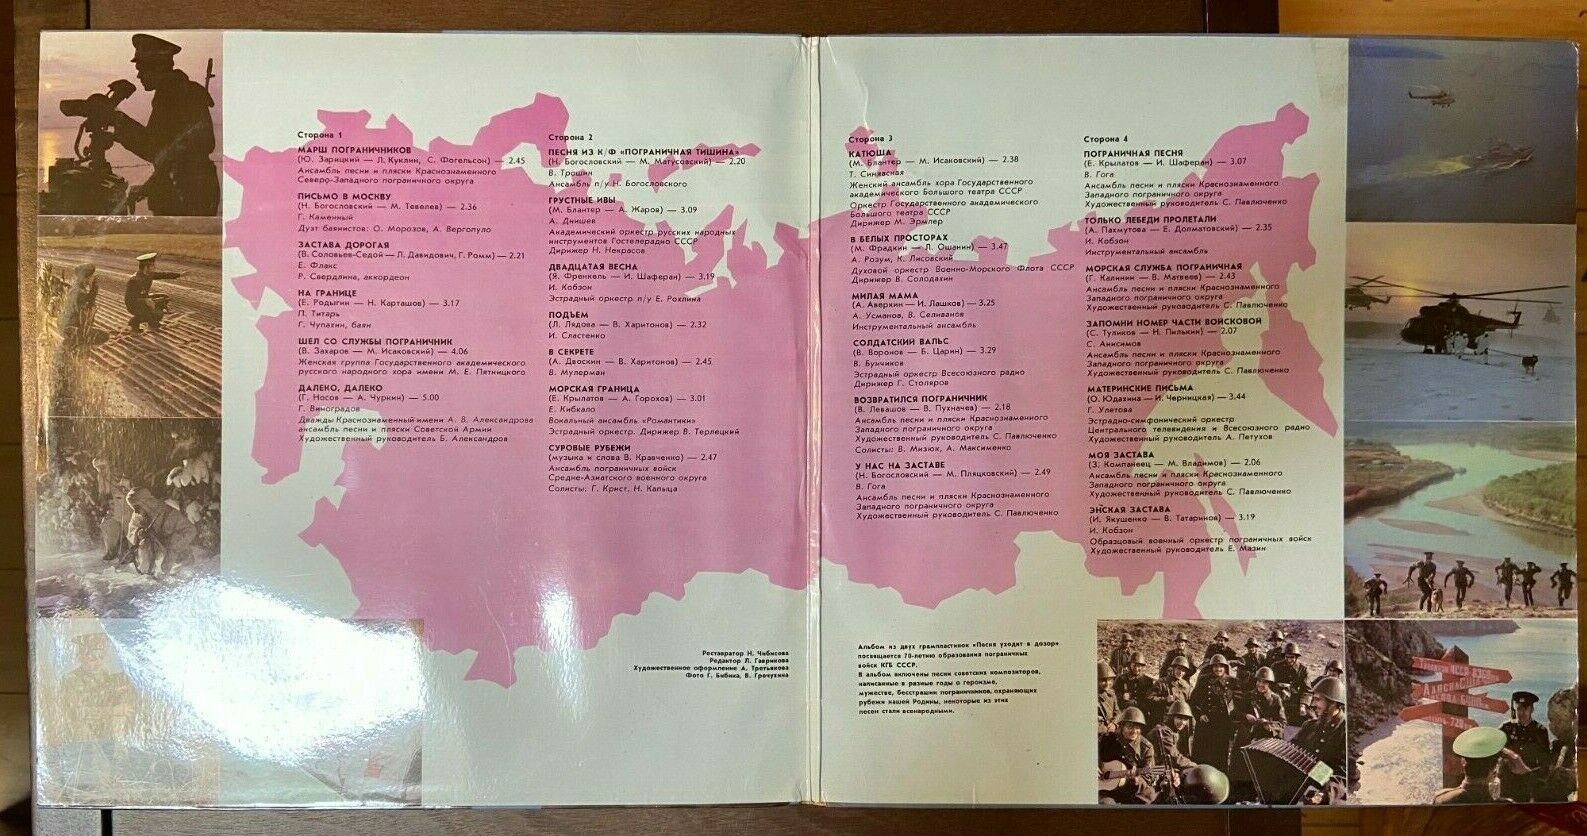 Сторона 1
МАРШ ПОГРАНИЧНИКОВ
(Ю. Зарицкий — Л. Куклин, С. Фогельсон) — 2.45
Ансамбль песни и пляски Краснознаменного
Северо-Западного пограничного округа
ПИСЬМО В МОСКВУ
(Н. Богословский — М. Тевелев) — 2.36
Г. Каменный
Дуэт баянистов: О. Морозов, А. Вергополо
ЗАСТАВА ДОРОГАЯ
(В. Соловьев-Седой — Л. Давидович, Г. Ромм) — 2.21
Е. Флакс
Р. Свердлина, аккордеон
НА ГРАНИЦЕ
(Е. Родыгин — Н. Карташов) — 3.17
П. Титарь
Г. Чупахин, баян
ШЕЛ СО СЛУЖБЫ ПОГРАНИЧНИК
(В. Захаров — М. Исаковский) — 4.06
Женская группа Государственного академического
русского народного хора имени М. Е. Пятницкого
ДАЛЕКО, ДАЛЕКО
(Г. Носов — А. Чуркин) — 5.00
Г. Виноградов
Дважды Краснознаменный имени А. В. Александрова
ансамбль песни и пляски Советской Армии
Художественный руководитель Б. Александров
Сторона 2
ПЕСНЯ ИЗ К/Ф «ПОГРАНИЧНАЯ ТИШИНА»
(Н. Богословский — М. Матусовский) — 2.20
В. Трошин
Ансамбль п/у Н. Богословского
ГРУСТНЫЕ ИВЫ
(М. Блантер — А. Жаров) — 3.09
А. Днишев
Академический оркестр русских народных
инструментов Гостелерадио СССР
Дирижер Н. Некрасов
ДВАДЦАТАЯ ВЕСНА
(Я. Френкель — И. Шаферан) — 3.19
И. Кобзон
Эстрадный оркестр п/у Е. Рохлина
ПОДЪЕМ
(Л. Лядова — В. Харитонов) — 2.32
И. Сластенко
В СЕКРЕТЕ
(А. Двоскин — В. Харитонов) — 2.45
В. Мулерман
МОРСКАЯ ГРАНИЦА
(Е. Крылатов — А. Горохов) — 3.01
Е. Кибкало
Вокальный ансамбль «Романтики»
Эстрадный оркестр. Дирижер В. Терлецкий
СУРОВЫЕ РУБЕЖИ
(музыка и слова В. Кравченко) — 2.47
Ансамбль пограничных войск
Средне-Азиатского военного округа
Солисты: Г. Крист, Н. Капыца
Реставратор Н. Чибисова
Редактор Л. Гаврикова
Художественное оформление А. Третьякова
Фото Г. Бибика, В. Гречухина
Сторона 3
КАТЮША
(М. Блантер — М. Исаковский) — 2.38
Т. Синявская
Женский ансамбль хора Государственного
академического Большого театра СССР
Оркестр Государственного академического
Большого театра СССР
Дирижер М. Эрмлер
В БЕЛЫХ ПРОСТОРАХ
(М. Фрадкин — Л. Ошанин) — 3.47
А. Розум, К. Лисовский
Духовой оркестр Военно-Морского Флота СССР
Дирижер В. Солодахин
МИЛАЯ МАМА
(А. Аверкин — И. Лашков) — 3.25
А. Усманов, В. Селиванов
Инструментальный ансамбль
СОЛДАТСКИЙ ВАЛЬС
(В. Воронов — Б. Царин) — 3.29
В. Бунчиков
Эстрадный оркестр Всесоюзного радио
Дирижер Г. Столяров
ВОЗВРАТИЛСЯ ПОГРАНИЧНИК
(В. Левашов — В. Пухначев) — 2.18
Ансамбль песни и пляски Краснознаменного
Западного пограничного округа
Художественный руководитель С. Павлюченко
Солисты: В. Мизюк, А. Максименко
У НАС НА ЗАСТАВЕ
(Н. Богословский — М. Пляцковский) — 2.49
В. Гога
Ансамбль песни и пляски Краснознаменного
Западного пограничного округа
Художественный руководитель С. Павлюченко
Сторона 4
ПОГРАНИЧНАЯ ПЕСНЯ
(Е. Крылатов — И. Шаферан) — 3.07
В. Гога
Ансамбль песни и пляски Краснознаменного
Западного пограничного округа
Художественный руководитель С. Павлюченко
ТОЛЬКО ЛЕБЕДИ ПРОЛЕТАЛИ
(А. Пахмутова — Е. Долматовский) — 2.35
И. Кобзон
Инструментальный ансамбль
МОРСКАЯ СЛУЖБА ПОГРАНИЧНАЯ
(Г. Калинин — В. Матвеев) — 2.43
Ансамбль песни и пляски Краснознаменного
Западного пограничного округа
Художественный руководитель С. Павлюченко
ЗАПОМНИ НОМЕР ЧАСТИ ВОЙСКОВОЙ
(С. Туликов — Н. Пилькин) — 2.07
С. Анисимов
Ансамбль песни и пляски Краснознаменного
Западного пограничного округа
Художественный руководитель С. Павлюченко
МАТЕРИНСКИЕ ПИСЬМА
(О. Юдахина — И. Черницкая) — 3.44
Г. Улетова
Эстрадно-симфонический оркестр
Центрального телевидения и Всесоюзного радио
Художественный руководитель А. Петухов
МОЯ ЗАСТАВА
(З. Компанеец — М. Владимов) — 2.06
Ансамбль песни и пляски Краснознаменного
Западного пограничного округа
Художественный руководитель С. Павлюченко
ЭНСКАЯ ЗАСТАВА
(И. Якушенко — В. Татаринов) — 3.19
И. Кобзон
Образцовый военный оркестр пограничных войск
Художественный руководитель Е. Мазин
Альбом из двух грампластинок «Песня уходит в дозор»
посвящается 70-летию образования пограничных
войск КГБ СССР.
В альбом включены песни советских композиторов,
написанные в разные годы о героизме,
мужестве, бесстрашии пограничников, охраняющих
рубежи нашей Родины, некоторые из этих
песен стали всенародными.